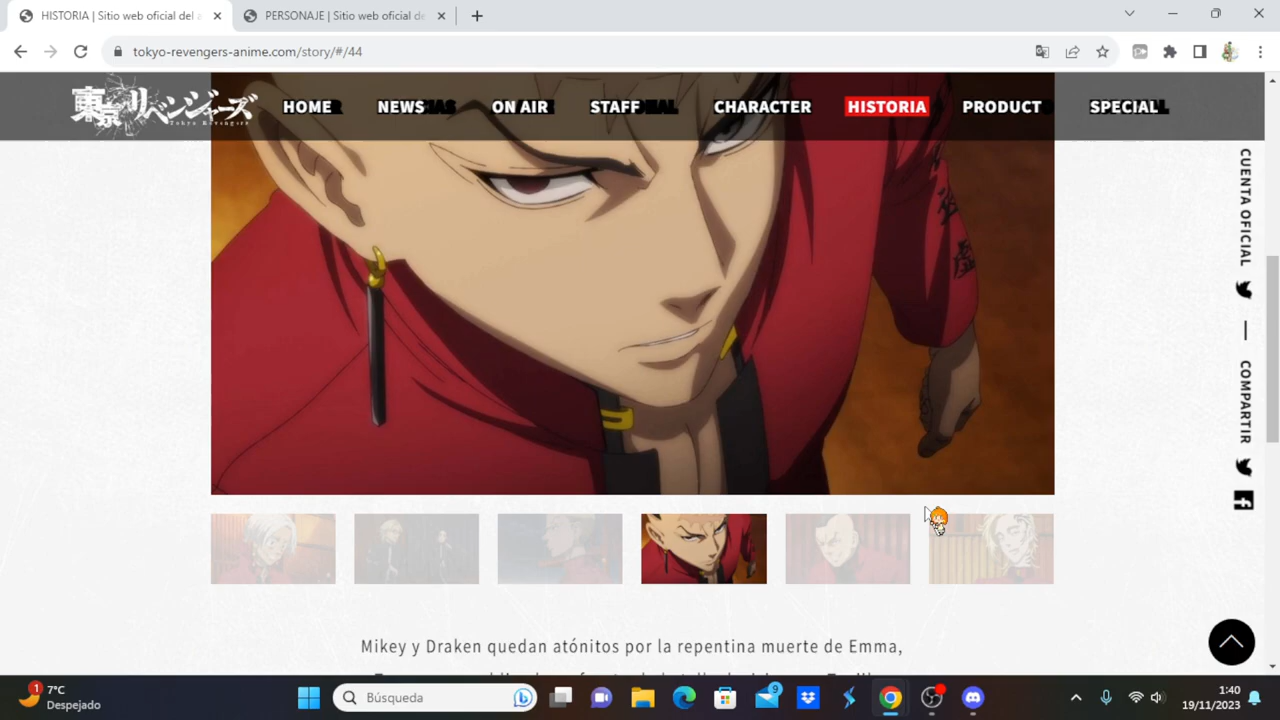 HISTORIA | Sitio web oficial del a
PERSONAJE | Sitio web oficial de
tokyo-revengers-anime.com/story/#/44
東京リベンジャーズ
Tokyo Revengers
HOME NEWS ON AIR STAFF CHARACTER HISTORIA PRODUCT SPECIAL
CUENTA OFICIAL
COMPARTIR
Mikey y Draken quedan atónitos por la repentina muerte de Emma,
1
7°C
Despejado
Búsqueda
9
1:40
19/11/2023